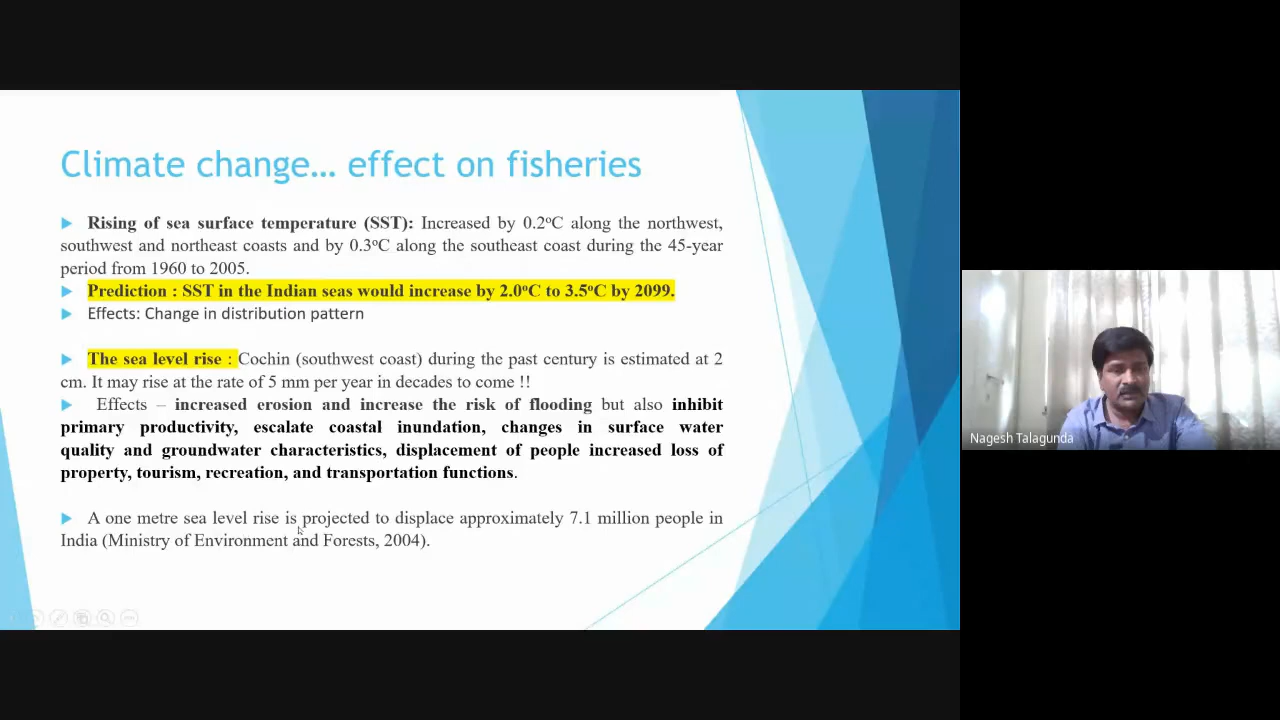 Climate change… effect on fisheries
Rising of sea surface temperature (SST): Increased by 0.2ºC along the northwest,
southwest and northeast coasts and by 0.3ºC along the southeast coast during the 45-year
period from 1960 to 2005.
Prediction : SST in the Indian seas would increase by 2.0ºC to 3.5ºC by 2099.
Effects: Change in distribution pattern
The sea level rise : Cochin (southwest coast) during the past century is estimated at 2
cm. It may rise at the rate of 5 mm per year in decades to come !!
Effects – increased erosion and increase the risk of flooding but also inhibit
primary productivity, escalate coastal inundation, changes in surface water
quality and groundwater characteristics, displacement of people increased loss of
property, tourism, recreation, and transportation functions.
A one metre sea level rise is projected to displace approximately 7.1 million people in
India (Ministry of Environment and Forests, 2004).
Nagesh Talagunda